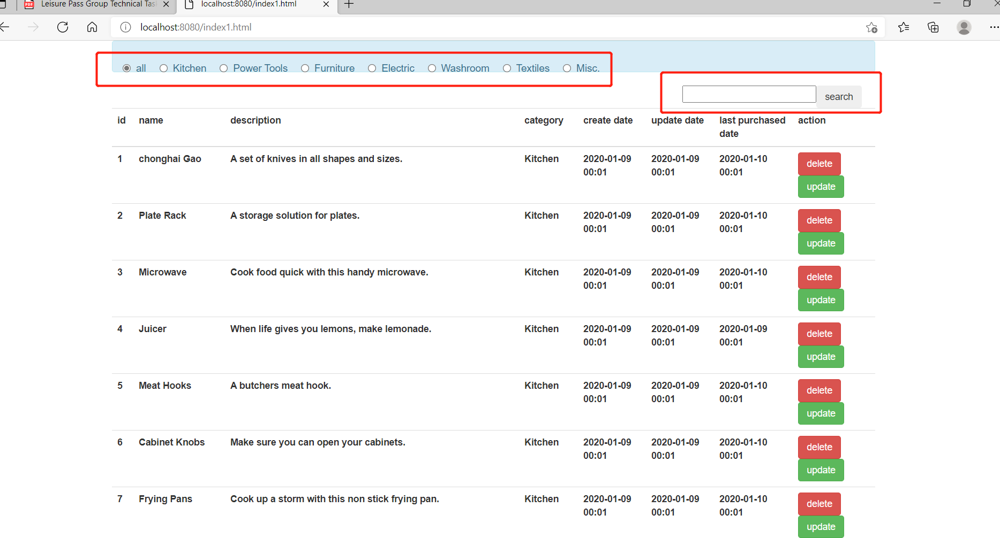 Leisure Pass Group Technical Tas
localhost:8080/index1.html
localhost:8080/index1.html
all Kitchen Power Tools Furniture Electric Washroom Textiles Misc.
search
id name description category create date update date last purchased date action
1 chonghai Gao A set of knives in all shapes and sizes. Kitchen 2020-01-09 00:01 2020-01-09 00:01 2020-01-10 00:01 delete
update
2 Plate Rack A storage solution for plates. Kitchen 2020-01-09 00:01 2020-01-09 00:01 2020-01-10 00:01 delete
update
3 Microwave Cook food quick with this handy microwave. Kitchen 2020-01-09 00:01 2020-01-09 00:01 2020-01-10 00:01 delete
update
4 Juicer When life gives you lemons, make lemonade. Kitchen 2020-01-09 00:01 2020-01-09 00:01 2020-01-09 00:01 delete
update
5 Meat Hooks A butchers meat hook. Kitchen 2020-01-09 00:01 2020-01-09 00:01 2020-01-10 00:01 delete
update
6 Cabinet Knobs Make sure you can open your cabinets. Kitchen 2020-01-09 00:01 2020-01-09 00:01 2020-01-10 00:01 delete
update
7 Frying Pans Cook up a storm with this non stick frying pan. Kitchen 2020-01-09 00:01 2020-01-09 00:01 2020-01-10 00:01 delete
update